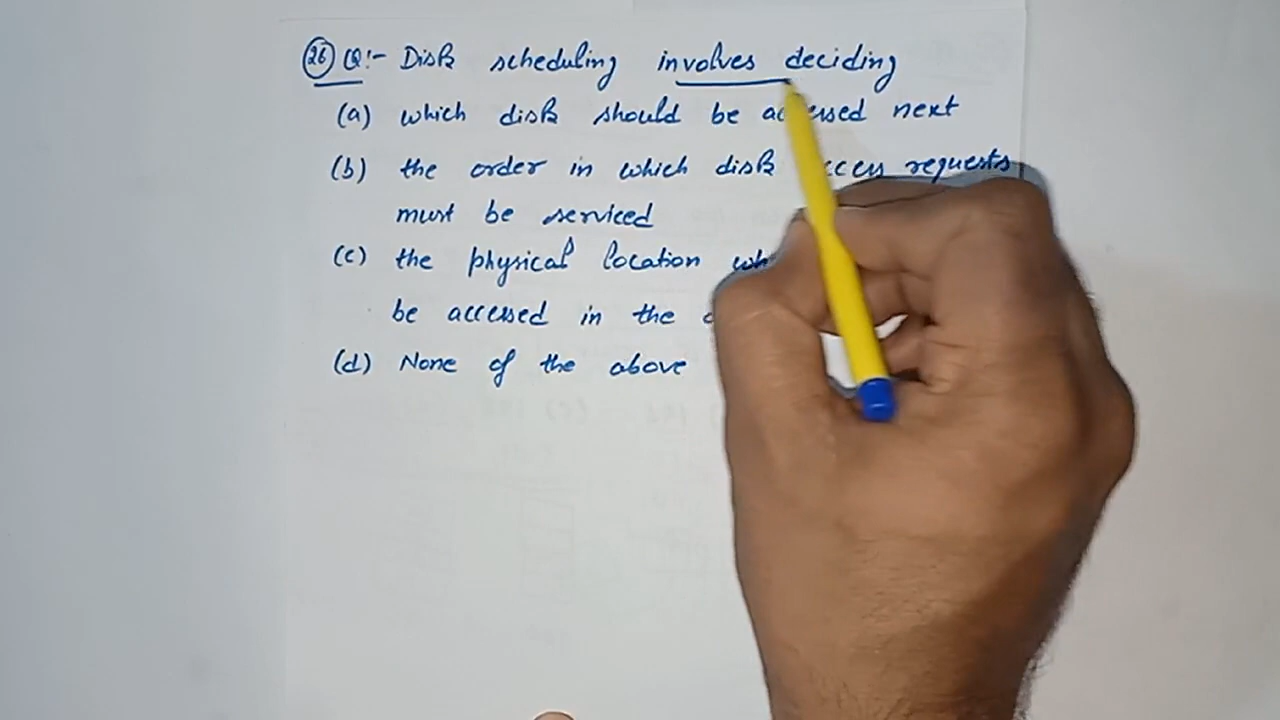 26 Q:- Disk scheduling involves deciding
(a) which disk should be accessed next
(b) the order in which disk access requests
must be serviced
(c) the physical location
be accessed in the
(d) None of the above